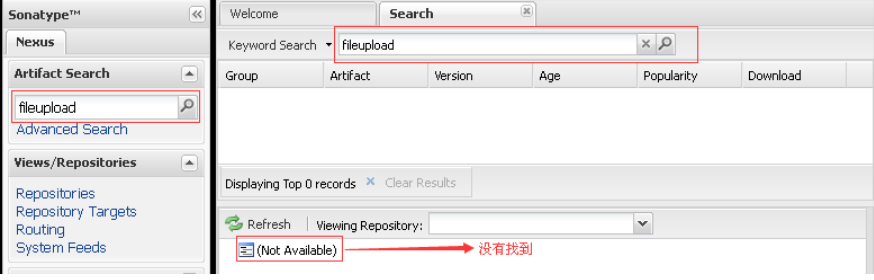 Sonatype™
Nexus
Artifact Search
fileupload
Advanced Search
Views/Repositories
Repositories
Repository Targets
Routing
System Feeds
Welcome
Search
Keyword Search
fileupload
Group Artifact Version Age Popularity Download
Displaying Top 0 records Clear Results
Refresh Viewing Repository:
(Not Available) 没有找到